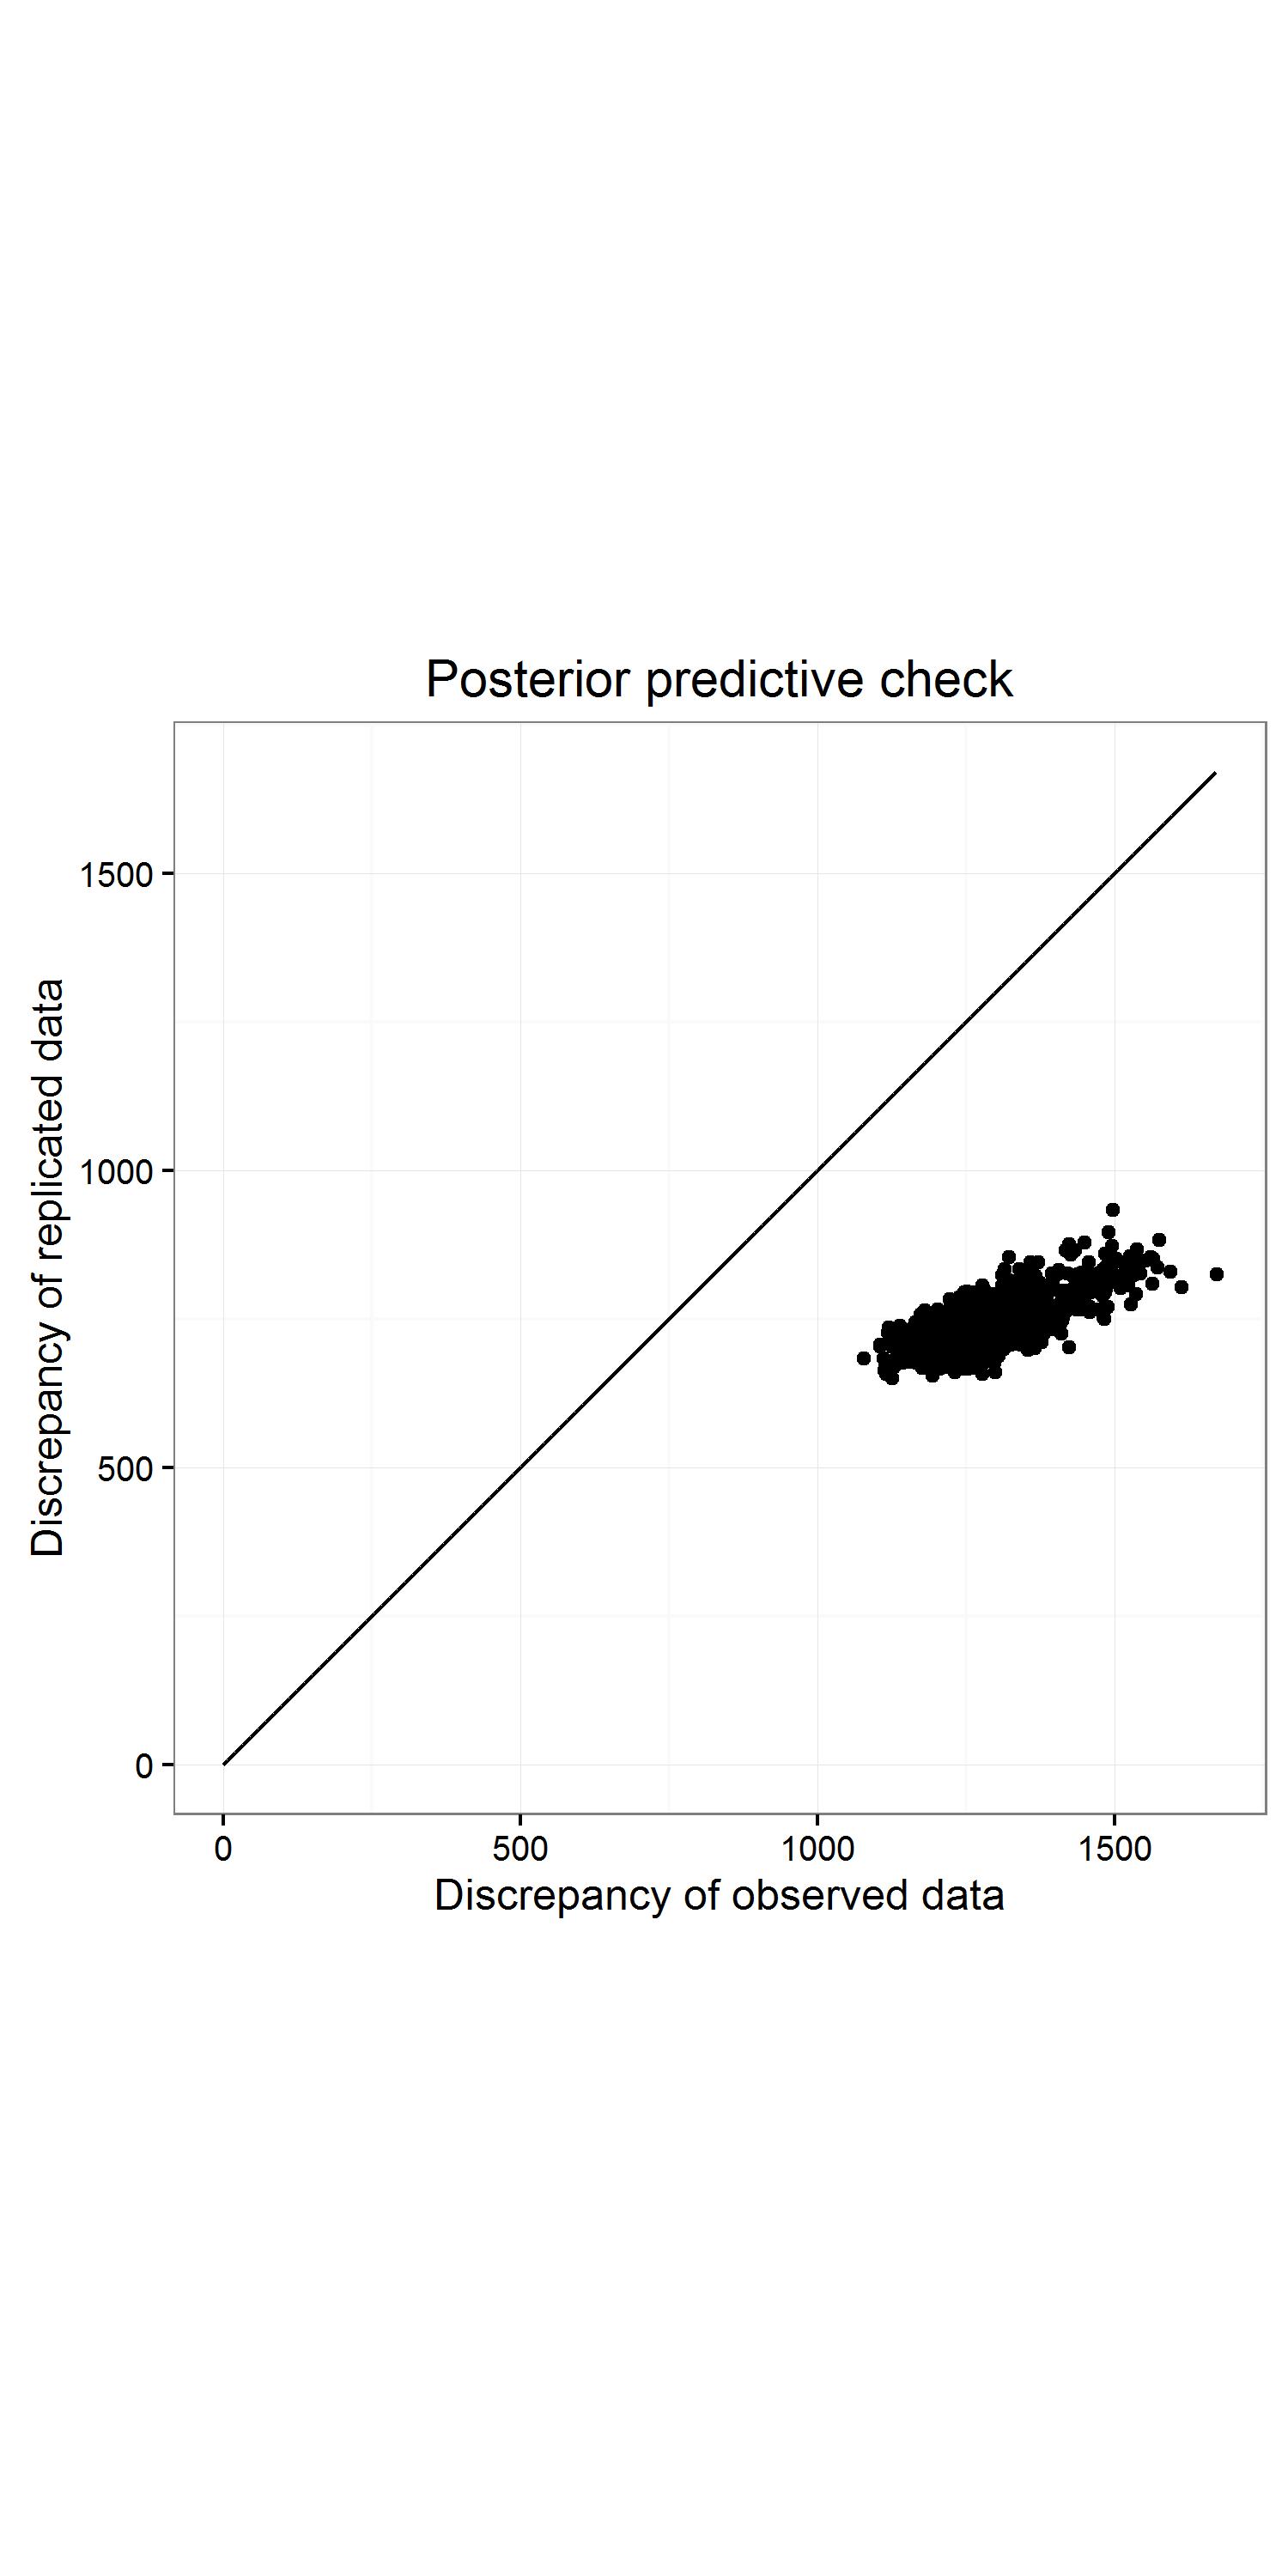 Posterior predictive check
Discrepancy of replicated data
1500
1000
500
0
0 500 1000 1500
Discrepancy of observed data